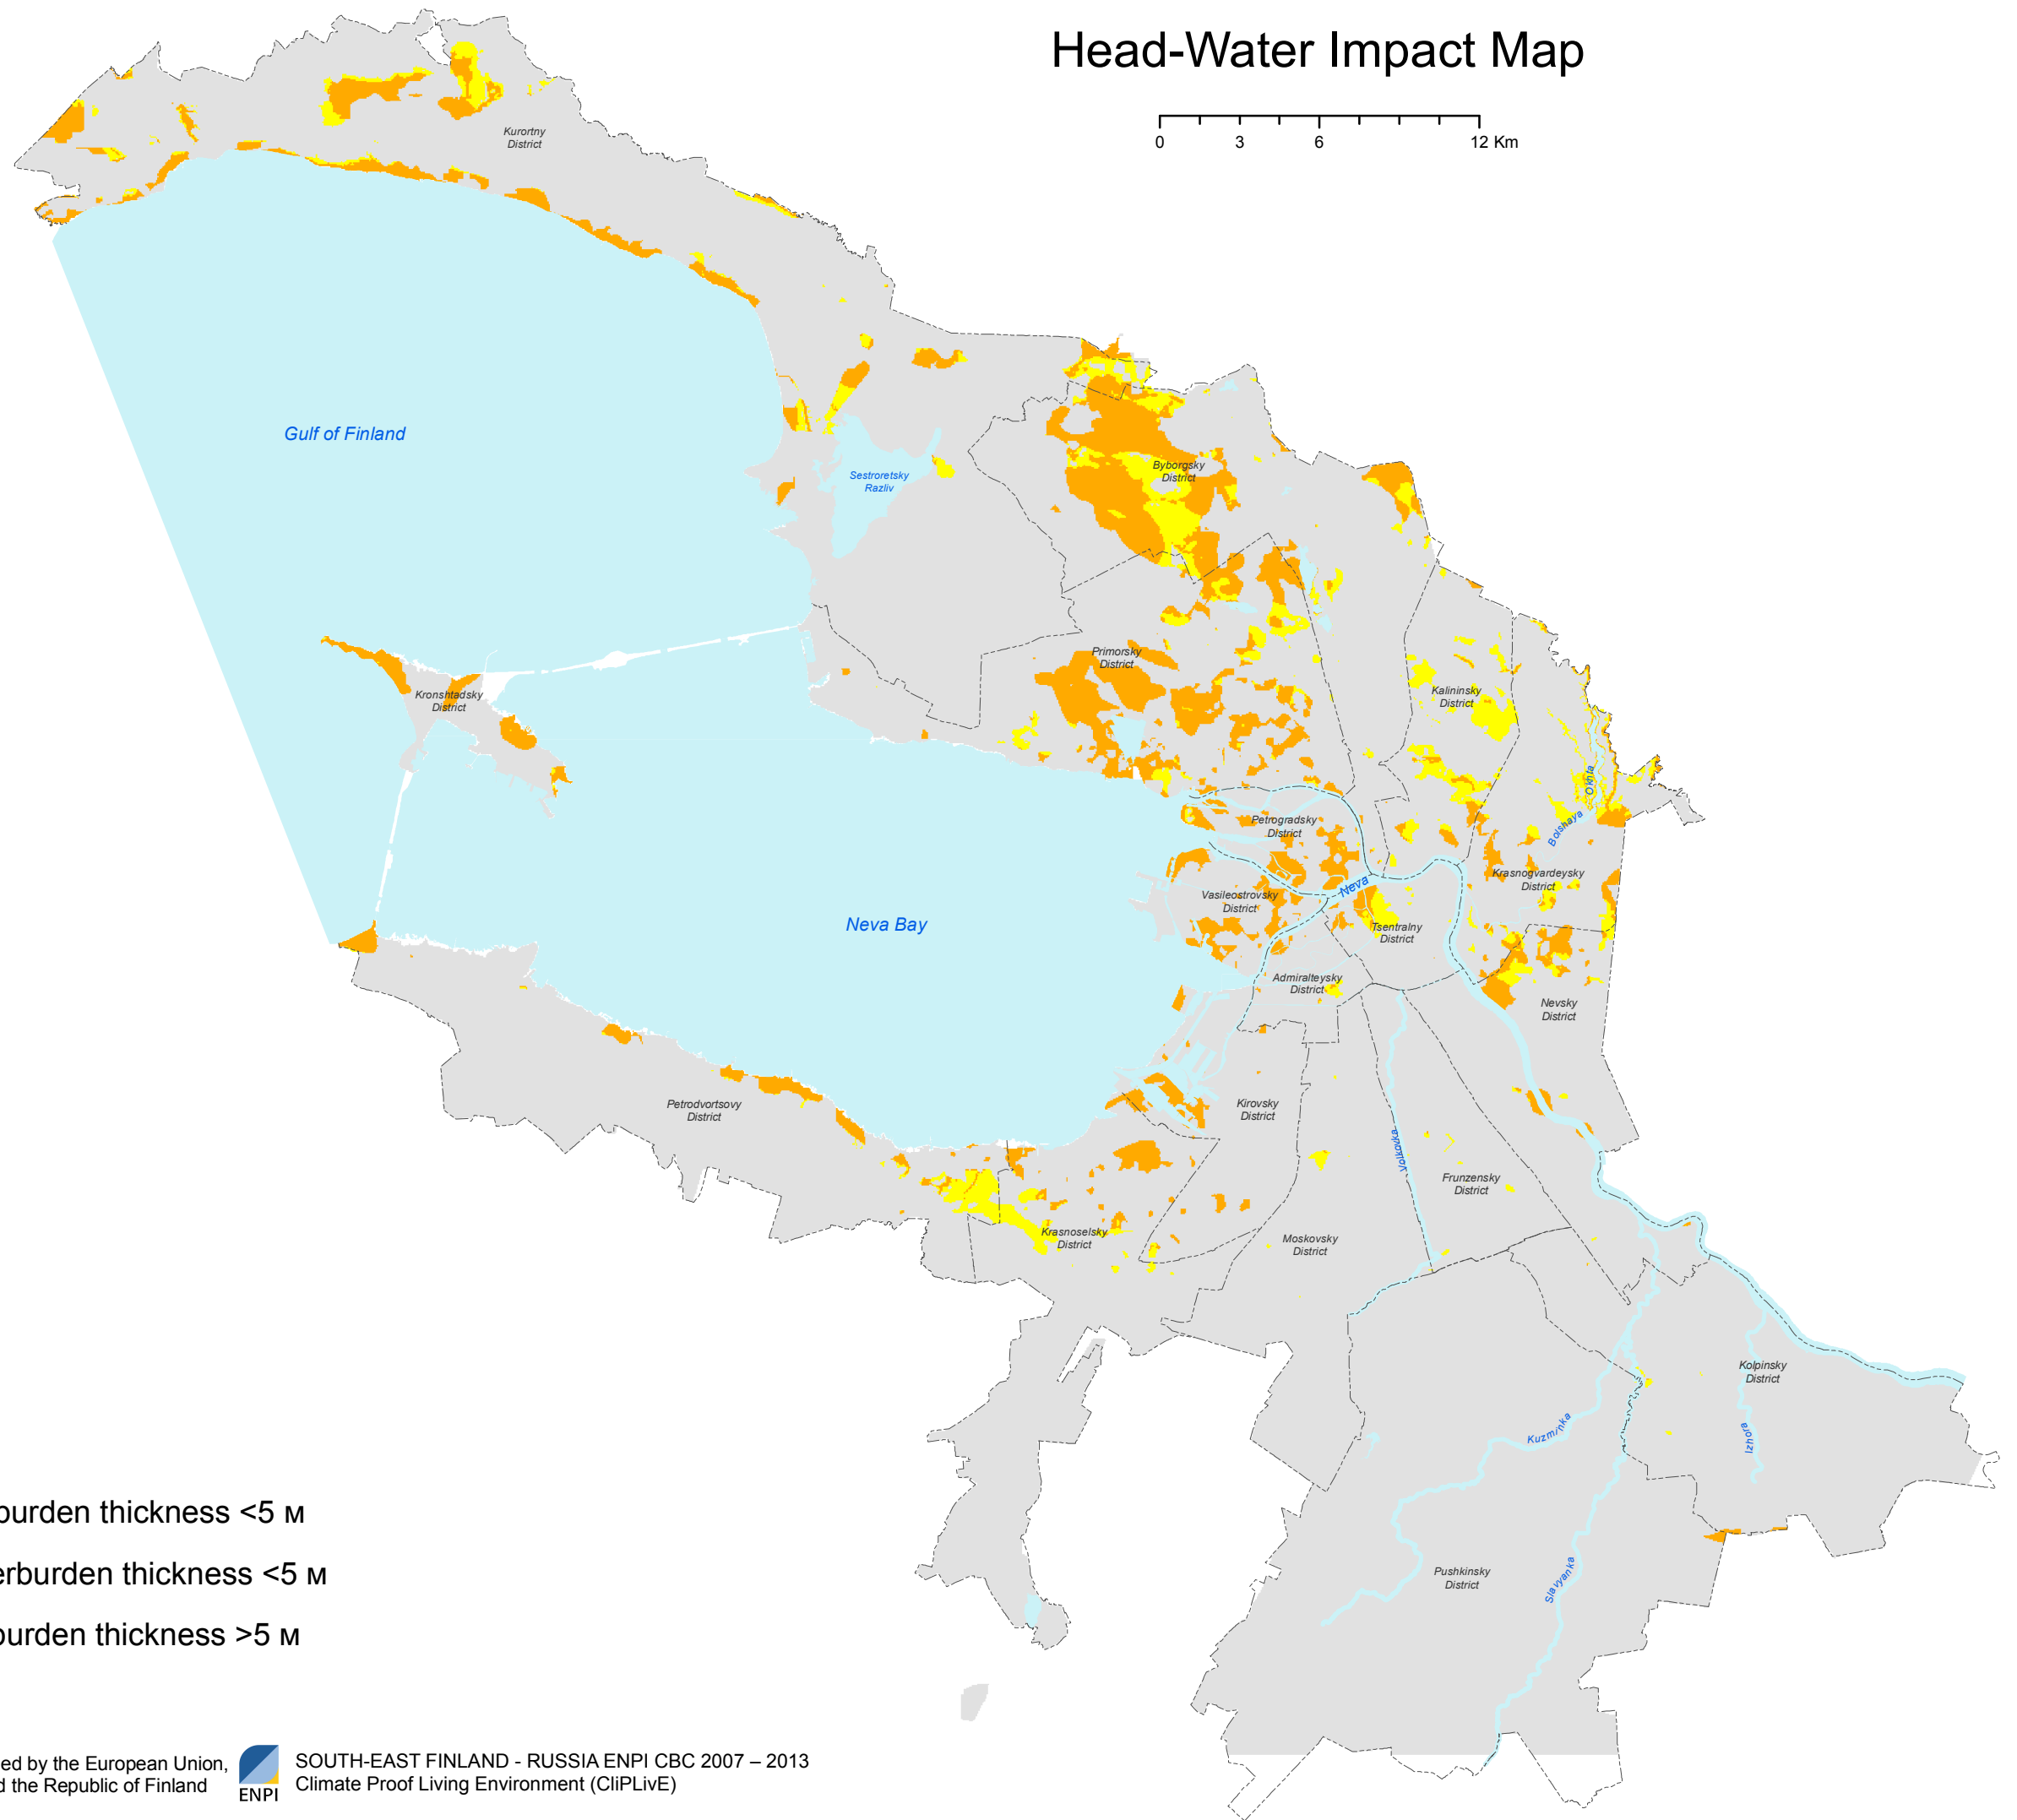 Head-Water Impact Map
0 3 6 12 Km
Kurortny
District
Gulf of Finland
Sestroretsky
Razliv
Byborgsky
District
Primorsky
District
Kronshtadsky
District
Kalininsky
District
Okhta
Bolshaya
Petrogradsky
District
Krasnogvardeysky
District
Neva
Vasileostrovsky
District
Neva Bay
Tsentralny
District
Admiralteysky
District
Nevsky
District
Petrodvortsovy
District
Kirovsky
District
Volkovka
Frunzensky
District
Krasnoselsky
District
Moskovsky
District
Kolpinsky
District
Kuzminka
Izhora
Pushkinsky
District
Slavyanka
burden thickness <5 м
erburden thickness <5 м
burden thickness >5 м
ed by the European Union,
d the Republic of Finland
ENPI
SOUTH-EAST FINLAND - RUSSIA ENPI CBC 2007 – 2013
Climate Proof Living Environment (CliPLivE)